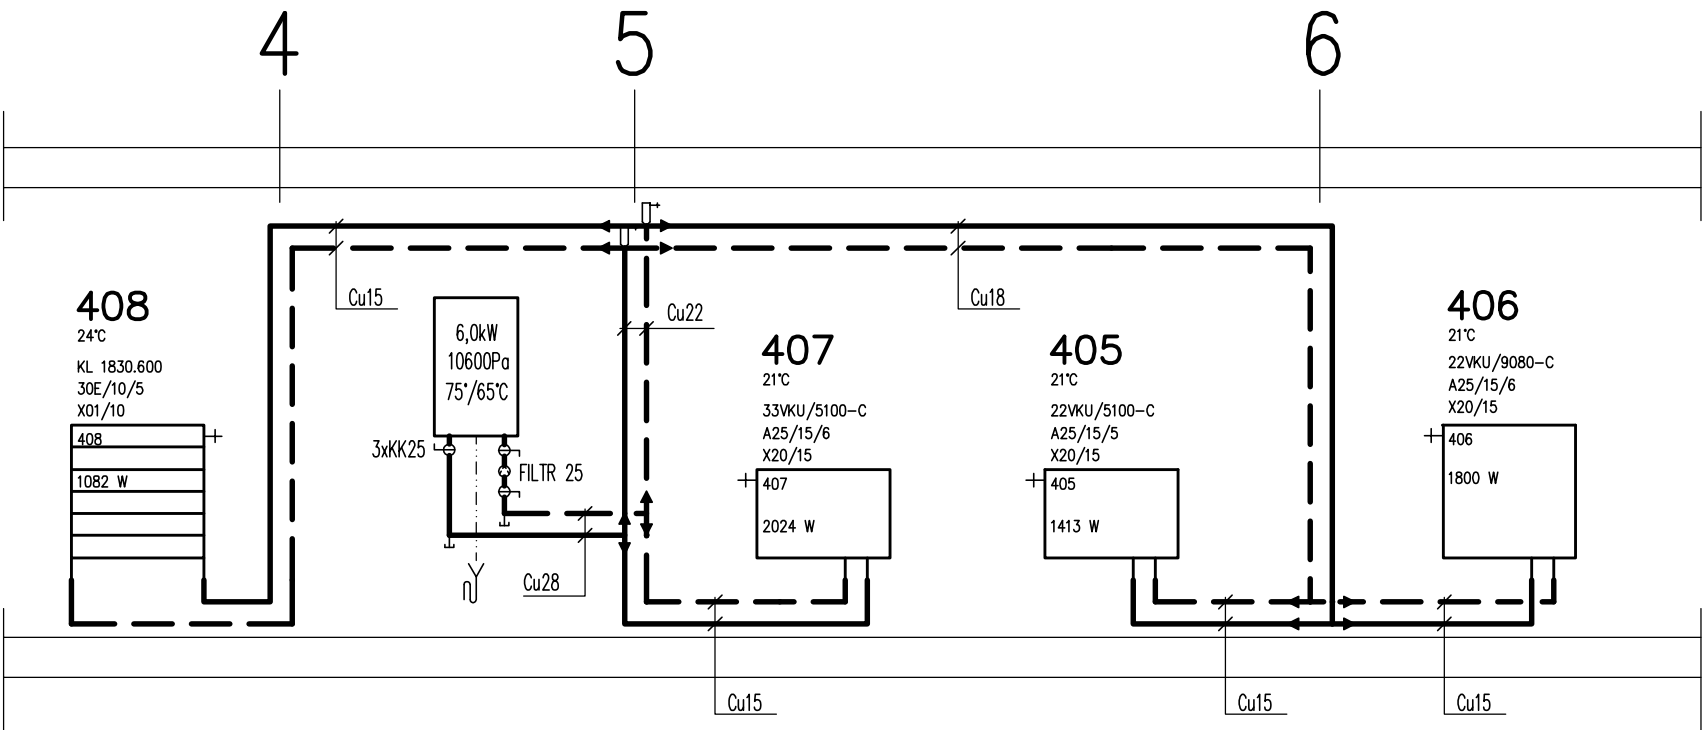 4
5
6
Cu15
Cu18
408
24°C
KL 1830.600
30E/10/5
X01/10
408
1082 W
6,0kW
10600Pa
75°/65°C
3xKK25
FILTR 25
Cu28
Cu22
407
21°C
33VKU/5100-C
A25/15/6
X20/15
407
2024 W
405
21°C
22VKU/5100-C
A25/15/5
X20/15
405
1413 W
406
21°C
22VKU/9080-C
A25/15/6
X20/15
406
1800 W
Cu15
Cu15
Cu15